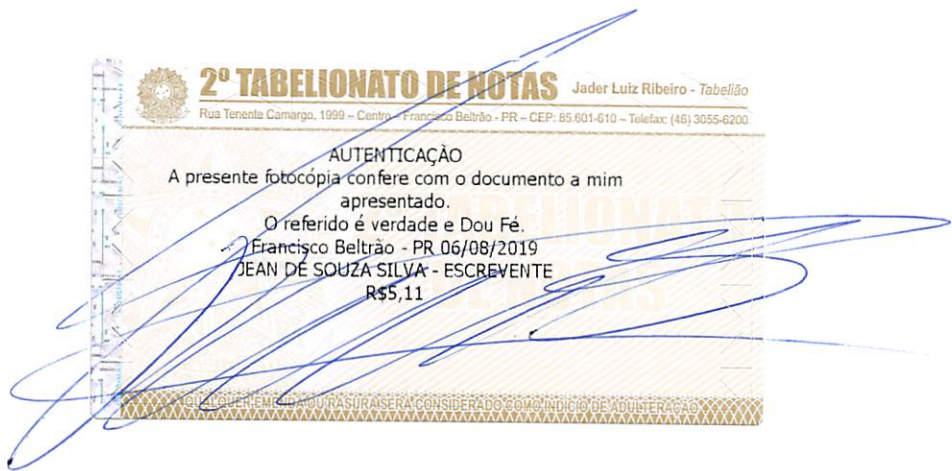 2º TABELIONATO DE NOTAS Jader Luiz Ribeiro - Tabelião
Rua Tenente Camargo, 1999 – Centro – Francisco Beltrão - PR – CEP: 85.601-610 – Telefax: (46) 3055-6200
AUTENTICAÇÃO
A presente fotocópia confere com o documento a mim
apresentado.
O referido é verdade e Dou Fé.
Francisco Beltrão - PR 06/08/2019
JEAN DE SOUZA SILVA - ESCREVENTE
R$5,11
QUALQUER EMENDA OU RASURA SERÁ CONSIDERADO COMO INDÍCIO DE ADULTERAÇÃO